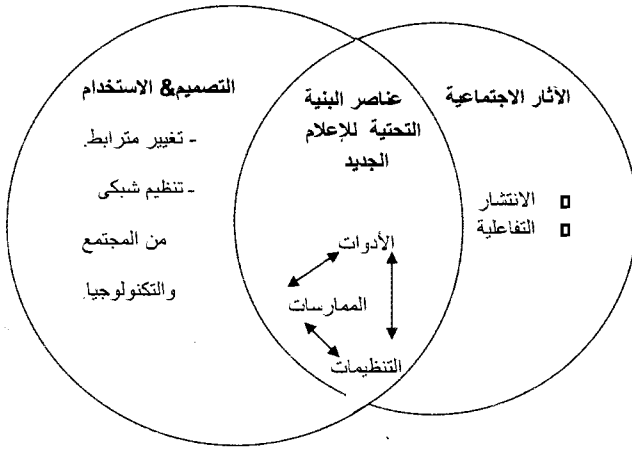 الآثار الاجتماعية
الانتشار
التفاعلية
عناصر البنية
التحتية للإعلام
الجديد
الأدوات
الممارسات
التنظيمات
التصميم& الاستخدام
- تغيير مترابط.
- تنظيم شبكى
من المجتمع
والتكنولوجيا.